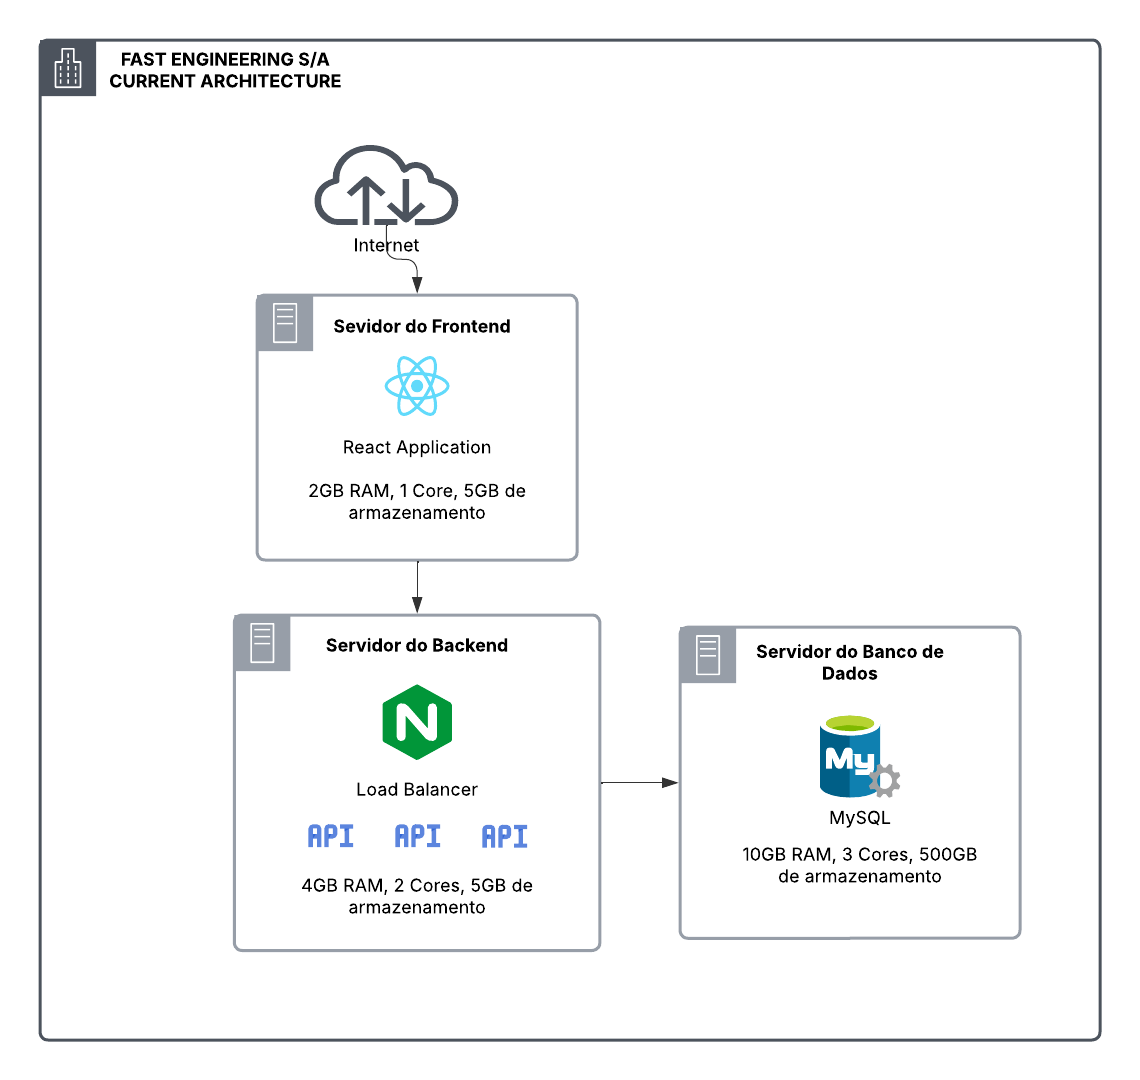 FAST ENGINEERING S/A
CURRENT ARCHITECTURE
Internet
Sevidor do Frontend
React Application
2GB RAM, 1 Core, 5GB de
armazenamento
Servidor do Backend
N
Load Balancer
API API API
4GB RAM, 2 Cores, 5GB de
armazenamento
Servidor do Banco de
Dados
My
MySQL
10GB RAM, 3 Cores, 500GB
de armazenamento